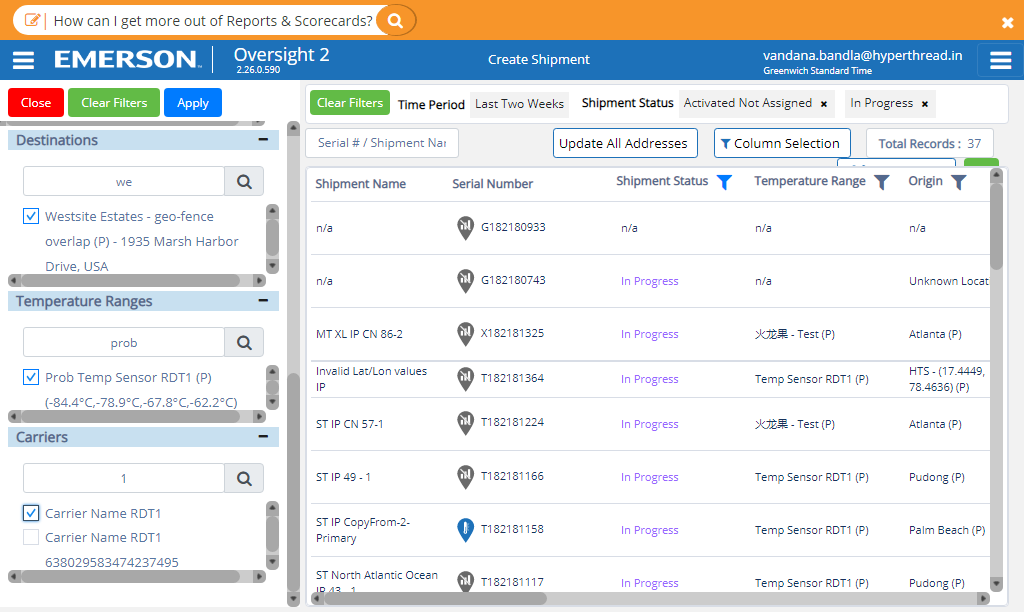 How can I get more out of Reports & Scorecards?
EMERSON
Oversight 2
2.26.0.590
Create Shipment
vandana.bandla@hyperthread.in
Greenwich Standard Time
Close
Clear Filters
Apply
Destinations
we
Westsite Estates - geo-fence
overlap (P) - 1935 Marsh Harbor
Drive, USA
Temperature Ranges
prob
Prob Temp Sensor RDT1 (P)
(-84.4°C,-78.9°C,-67.8°C,-62.2°C)
Carriers
1
Carrier Name RDT1
Carrier Name RDT1
638029583474237495
Clear Filters
Time Period
Last Two Weeks
Shipment Status
Activated Not Assigned ×
In Progress ×
Serial # / Shipment Nar
Update All Addresses
Column Selection
Total Records : 37
Shipment Name Serial Number Shipment Status Temperature Range Origin
n/a G182180933 n/a n/a n/a
n/a G182180743 In Progress n/a Unknown Locat
MT XL IP CN 86-2 X182181325 In Progress 火龙果 - Test (P) Atlanta (P)
Invalid Lat/Lon values
IP
T182181364 In Progress Temp Sensor RDT1 (P)
HTS - (17.4449,
78.4636) (P)
ST IP CN 57-1 T182181224 In Progress 火龙果 - Test (P) Atlanta (P)
ST IP 49 - 1 T182181166 In Progress Temp Sensor RDT1 (P) Pudong (P)
ST IP CopyFrom-2-
Primary
T182181158 In Progress Temp Sensor RDT1 (P) Palm Beach (P)
ST North Atlantic Ocean
IP 43 - 1
T182181117 In Progress Temp Sensor RDT1 (P) Pudong (P)